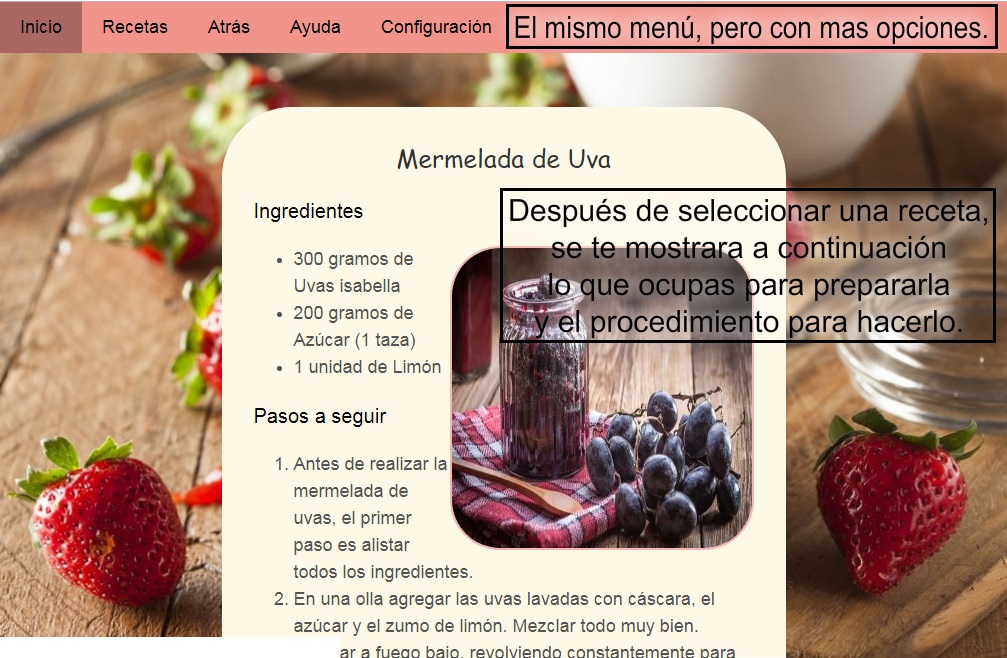 Inicio Recetas Atrás Ayuda Configuración El mismo menú, pero con mas opciones.
Mermelada de Uva
Ingredientes
Después de seleccionar una receta,
se te mostrara a continuación
lo que ocupas para prepararla
y el procedimiento para hacerlo.
• 300 gramos de
Uvas isabella
• 200 gramos de
Azúcar (1 taza)
• 1 unidad de Limón
Pasos a seguir
1. Antes de realizar la
mermelada de
uvas, el primer
paso es alistar
todos los ingredientes.
2. En una olla agregar las uvas lavadas con cáscara, el
azúcar y el zumo de limón. Mezclar todo muy bien.
ar a fuego bajo, revolviendo constantemente para